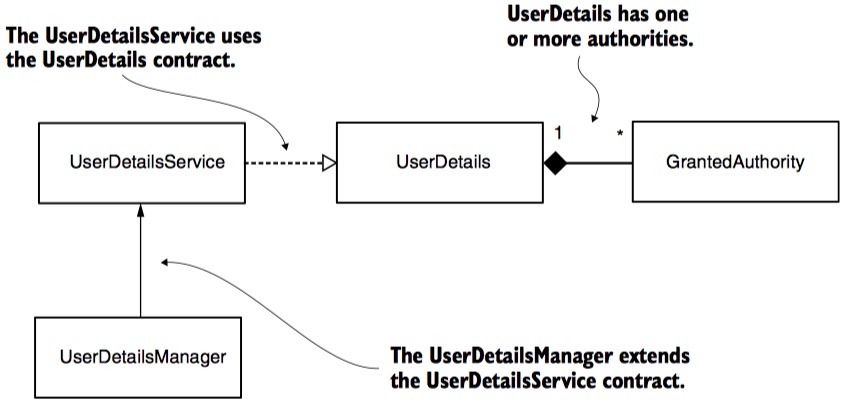 UserDetails has one
or more authorities.
The UserDetailsService uses
the UserDetails contract.
1
*
UserDetailsService
UserDetails
GrantedAuthority
UserDetailsManager
The UserDetailsManager extends
the UserDetailsService contract.